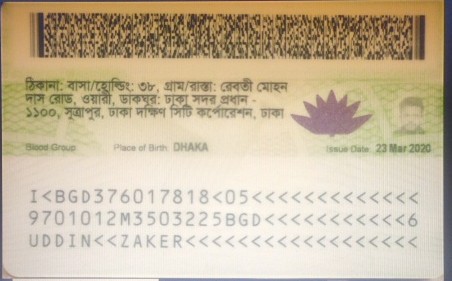 ঠিকানা: বাসা/হোল্ডিং: ৩৮, গ্রাম/রাস্তা: রেবতী মোহন
দাস রোড, ওয়ারী, ডাকঘর: ঢাকা সদর প্রধান -
১১০০, সূত্রাপুর, ঢাকা দক্ষিণ সিটি কর্পোরেশন, ঢাকা
Blood Group: Place of Birth: DHAKA Issue Date: 23 Mar 2020
I<BGD376017818<05<<<<<<<<<<<<<
9701012M3503225BGD<<<<<<<<<<<6
UDDIN<<ZAKER<<<<<<<<<<<<<<<<<<